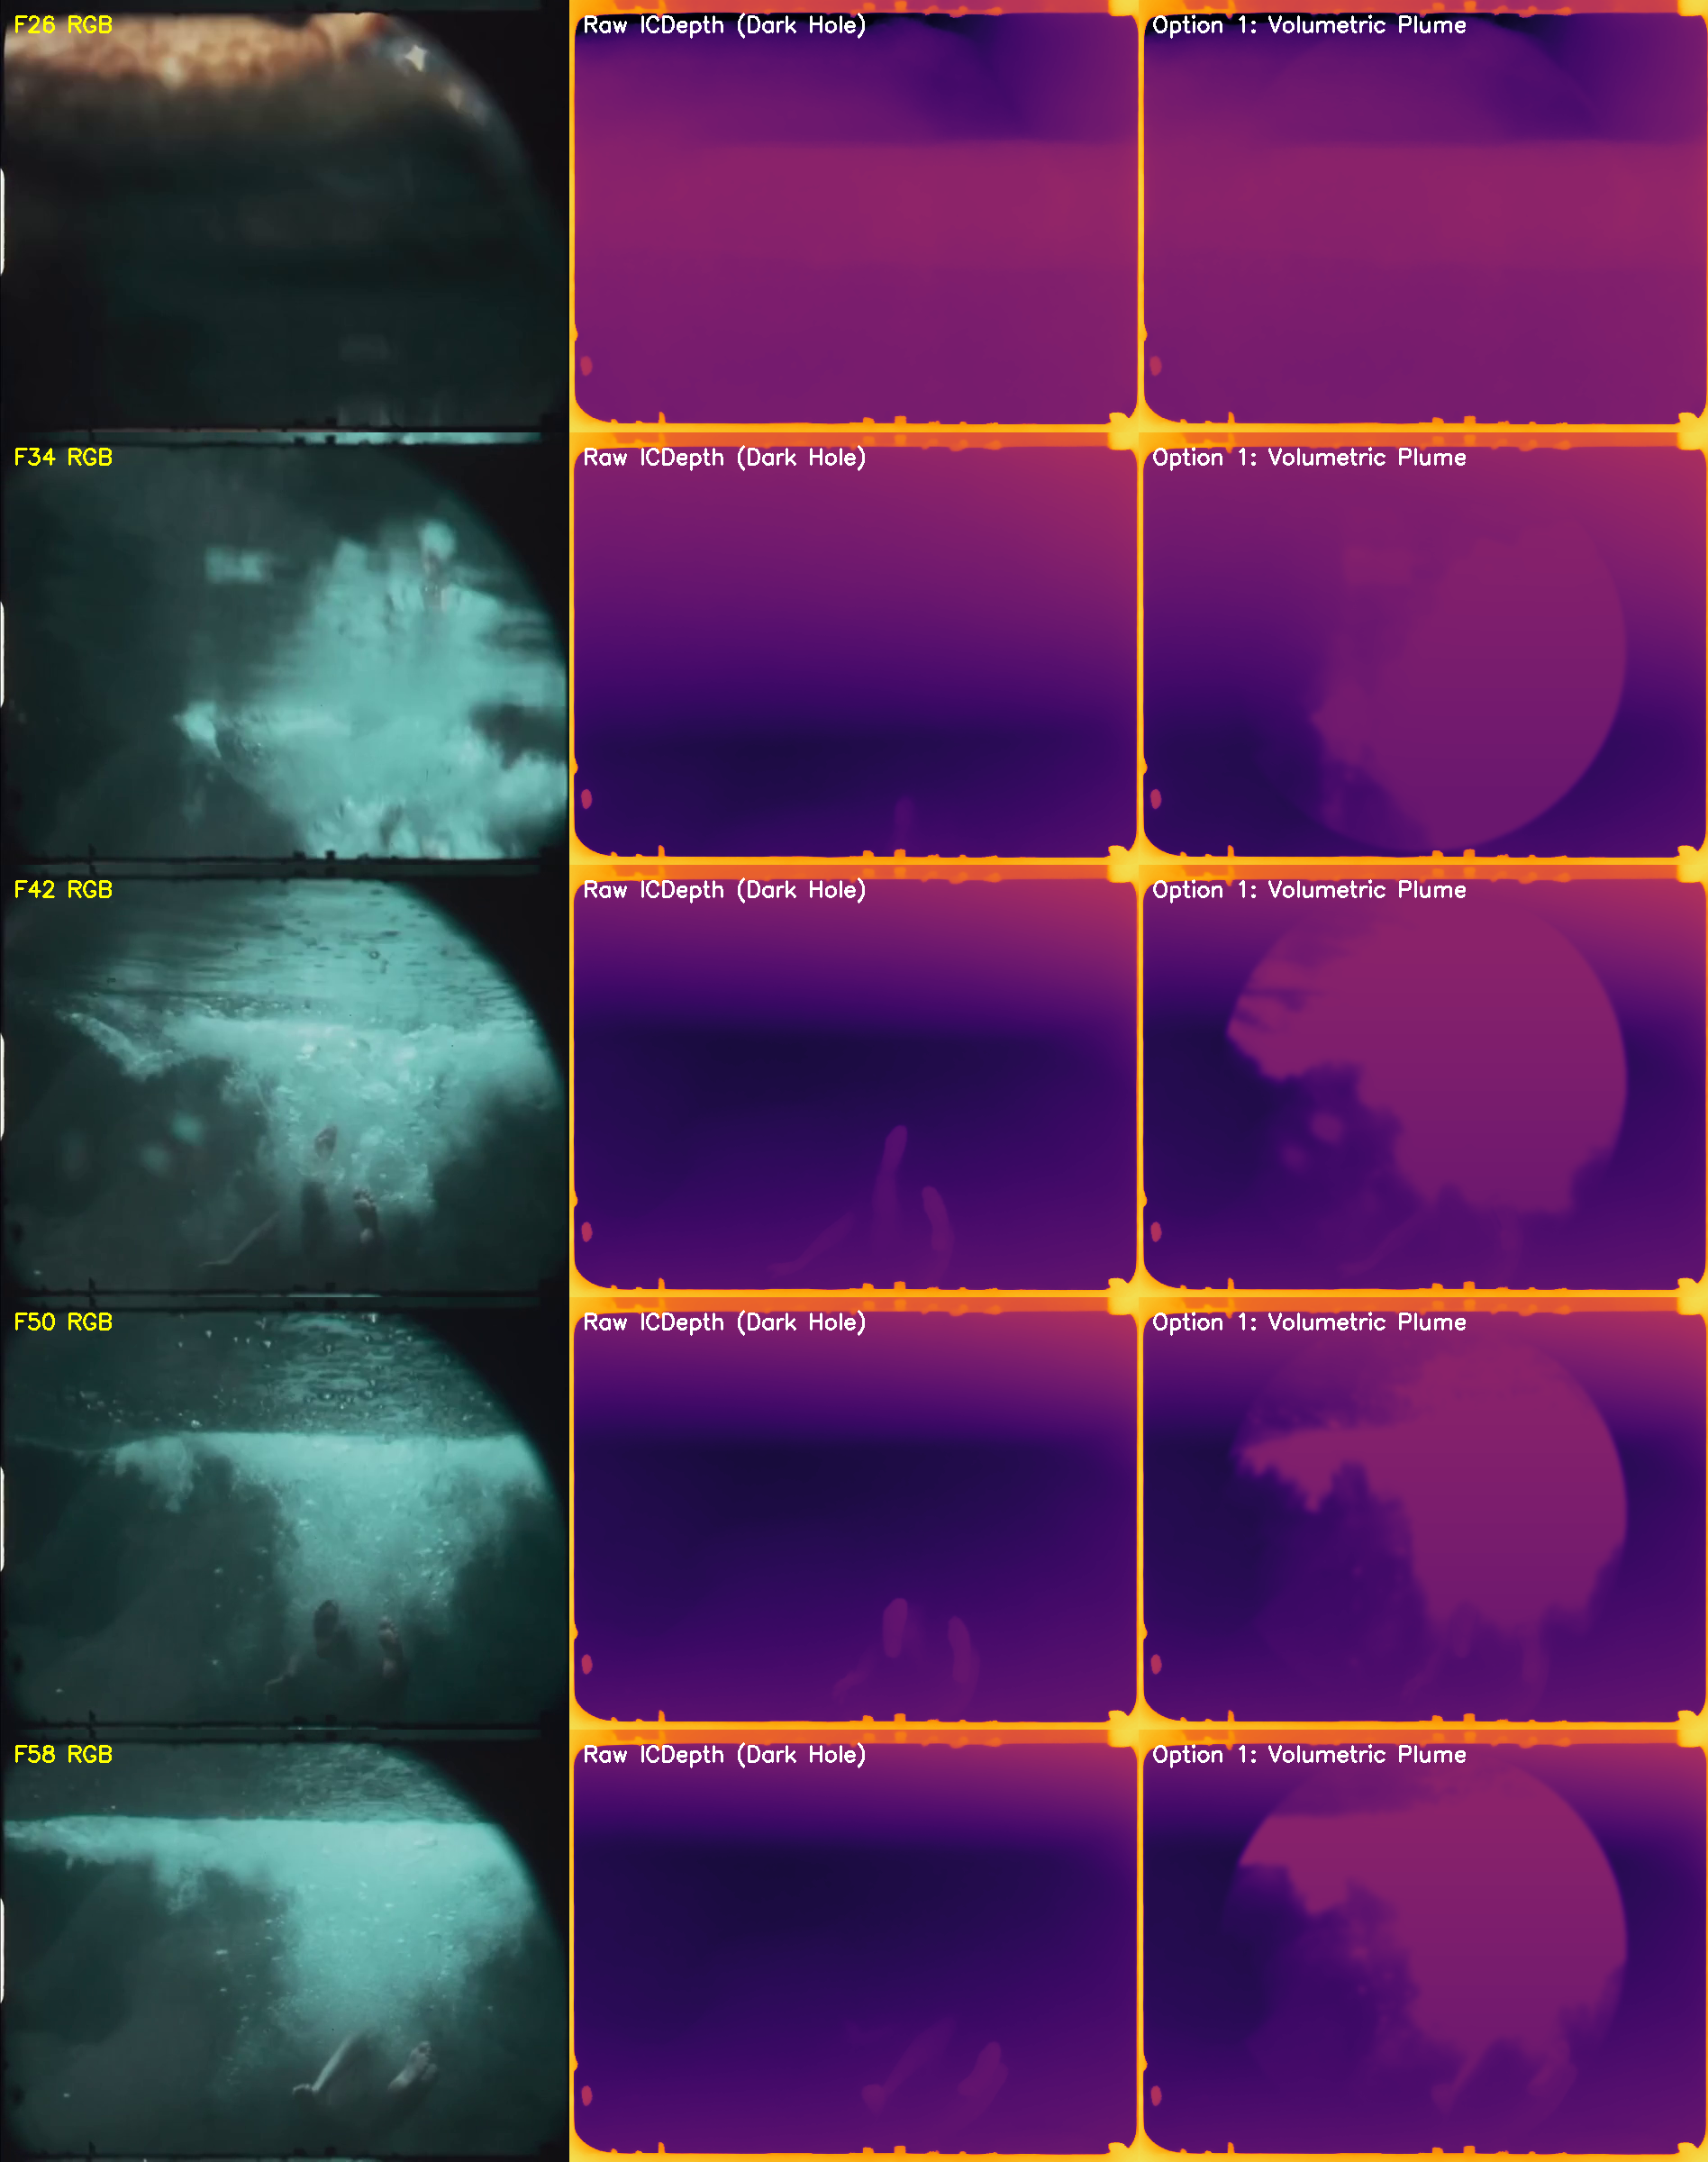 F26 RGB
Raw ICDepth (Dark Hole)
Option 1: Volumetric Plume
F34 RGB
Raw ICDepth (Dark Hole)
Option 1: Volumetric Plume
F42 RGB
Raw ICDepth (Dark Hole)
Option 1: Volumetric Plume
F50 RGB
Raw ICDepth (Dark Hole)
Option 1: Volumetric Plume
F58 RGB
Raw ICDepth (Dark Hole)
Option 1: Volumetric Plume